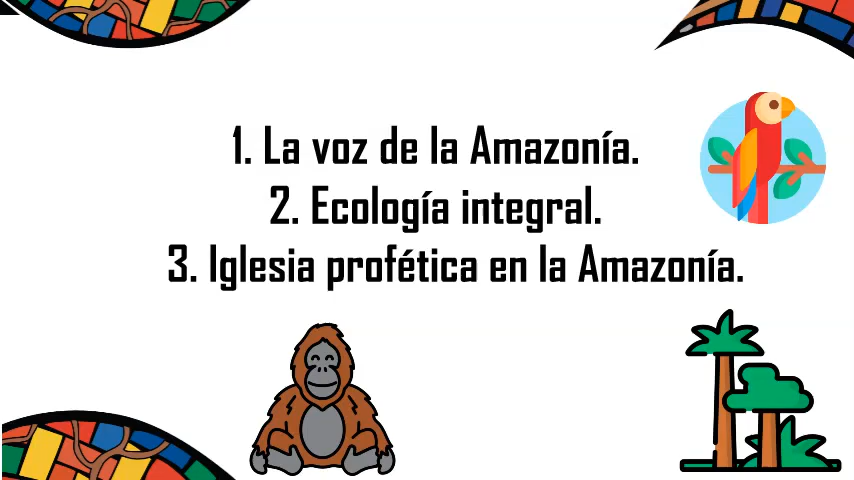 1. La voz de la Amazonía.
2. Ecología integral.
3. Iglesia profética en la Amazonía.